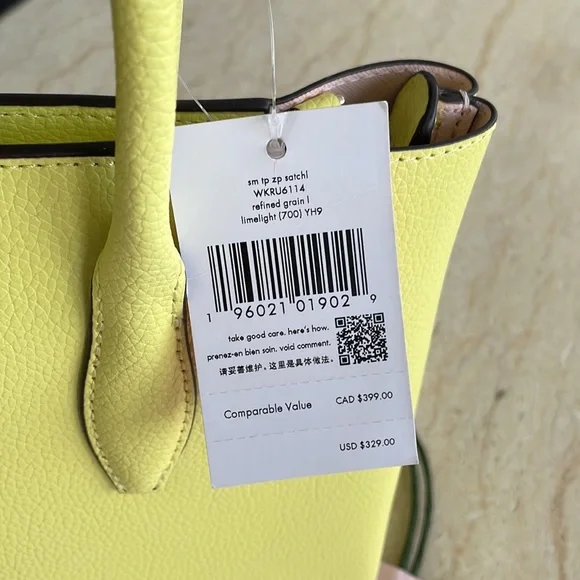 sm tp zp satchl
WKRU6114
refined grain l
limelight (700) YH9
1 96021 01902 9
take good care. here's how.
prenez-en bien soin. void comment.
请妥善维护。这里是具体做法。
Comparable Value CAD $399.00
USD $329.00